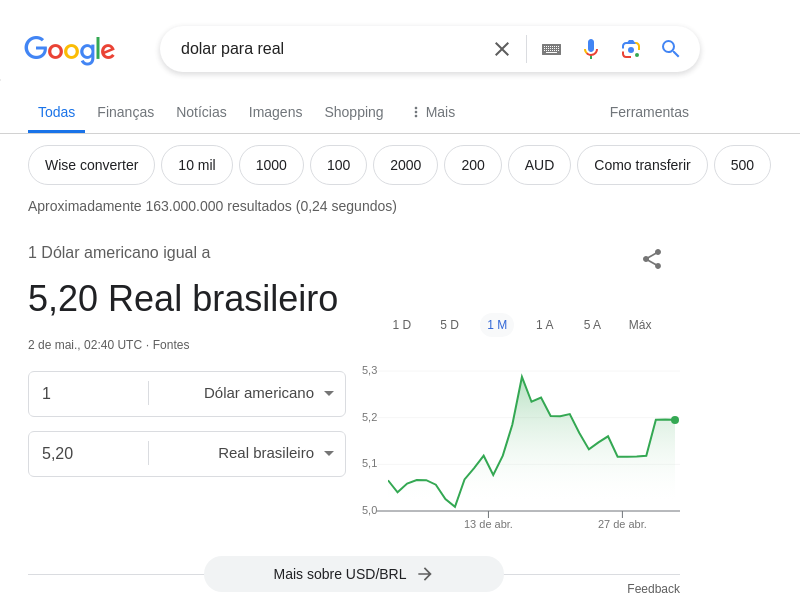 Google
dolar para real
Todas Finanças Notícias Imagens Shopping Mais Ferramentas
Wise converter 10 mil 1000 100 2000 200 AUD Como transferir 500
Aproximadamente 163.000.000 resultados (0,24 segundos)
1 Dólar americano igual a
5,20 Real brasileiro
2 de mai., 02:40 UTC · Fontes
1 Dólar americano
5,20 Real brasileiro
1 D 5 D 1 M 1 A 5 A Máx
5,3
5,2
5,1
5,0
13 de abr. 27 de abr.
Mais sobre USD/BRL
Feedback